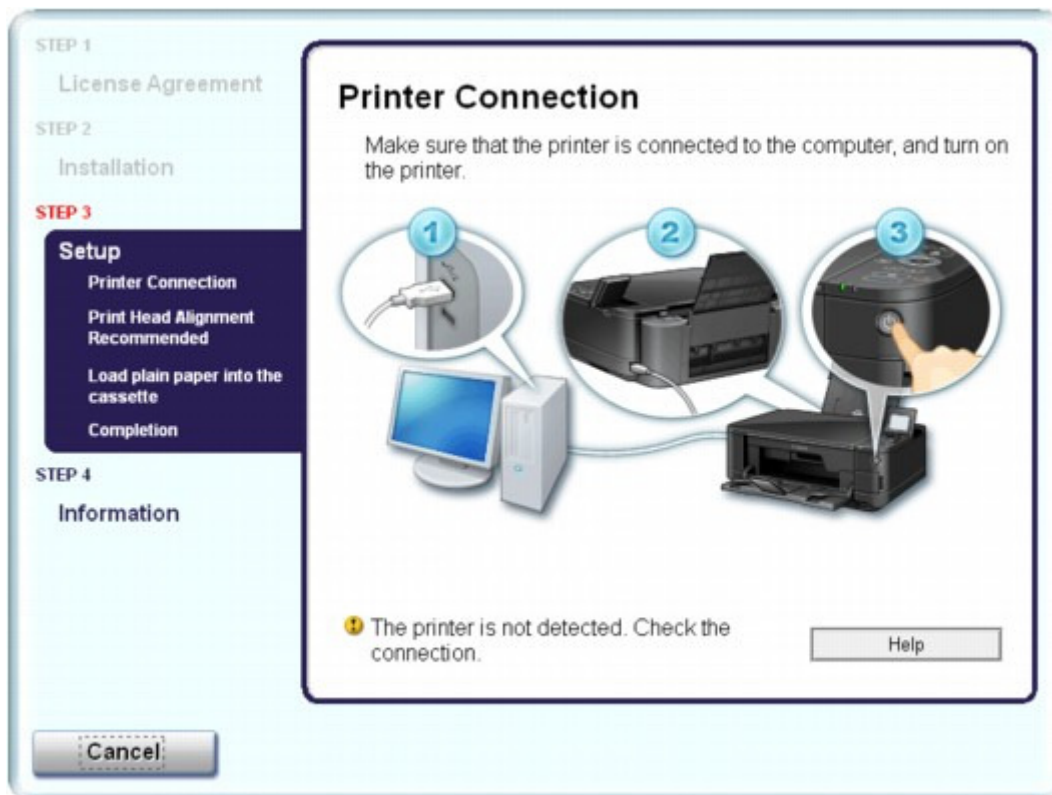 STEP 1
License Agreement
STEP 2
Installation
STEP 3
Setup
Printer Connection
Print Head Alignment
Recommended
Load plain paper into the
cassette
Completion
STEP 4
Information
Cancel
Printer Connection
Make sure that the printer is connected to the computer, and turn on
the printer.
1
2
3
The printer is not detected. Check the
connection.
Help